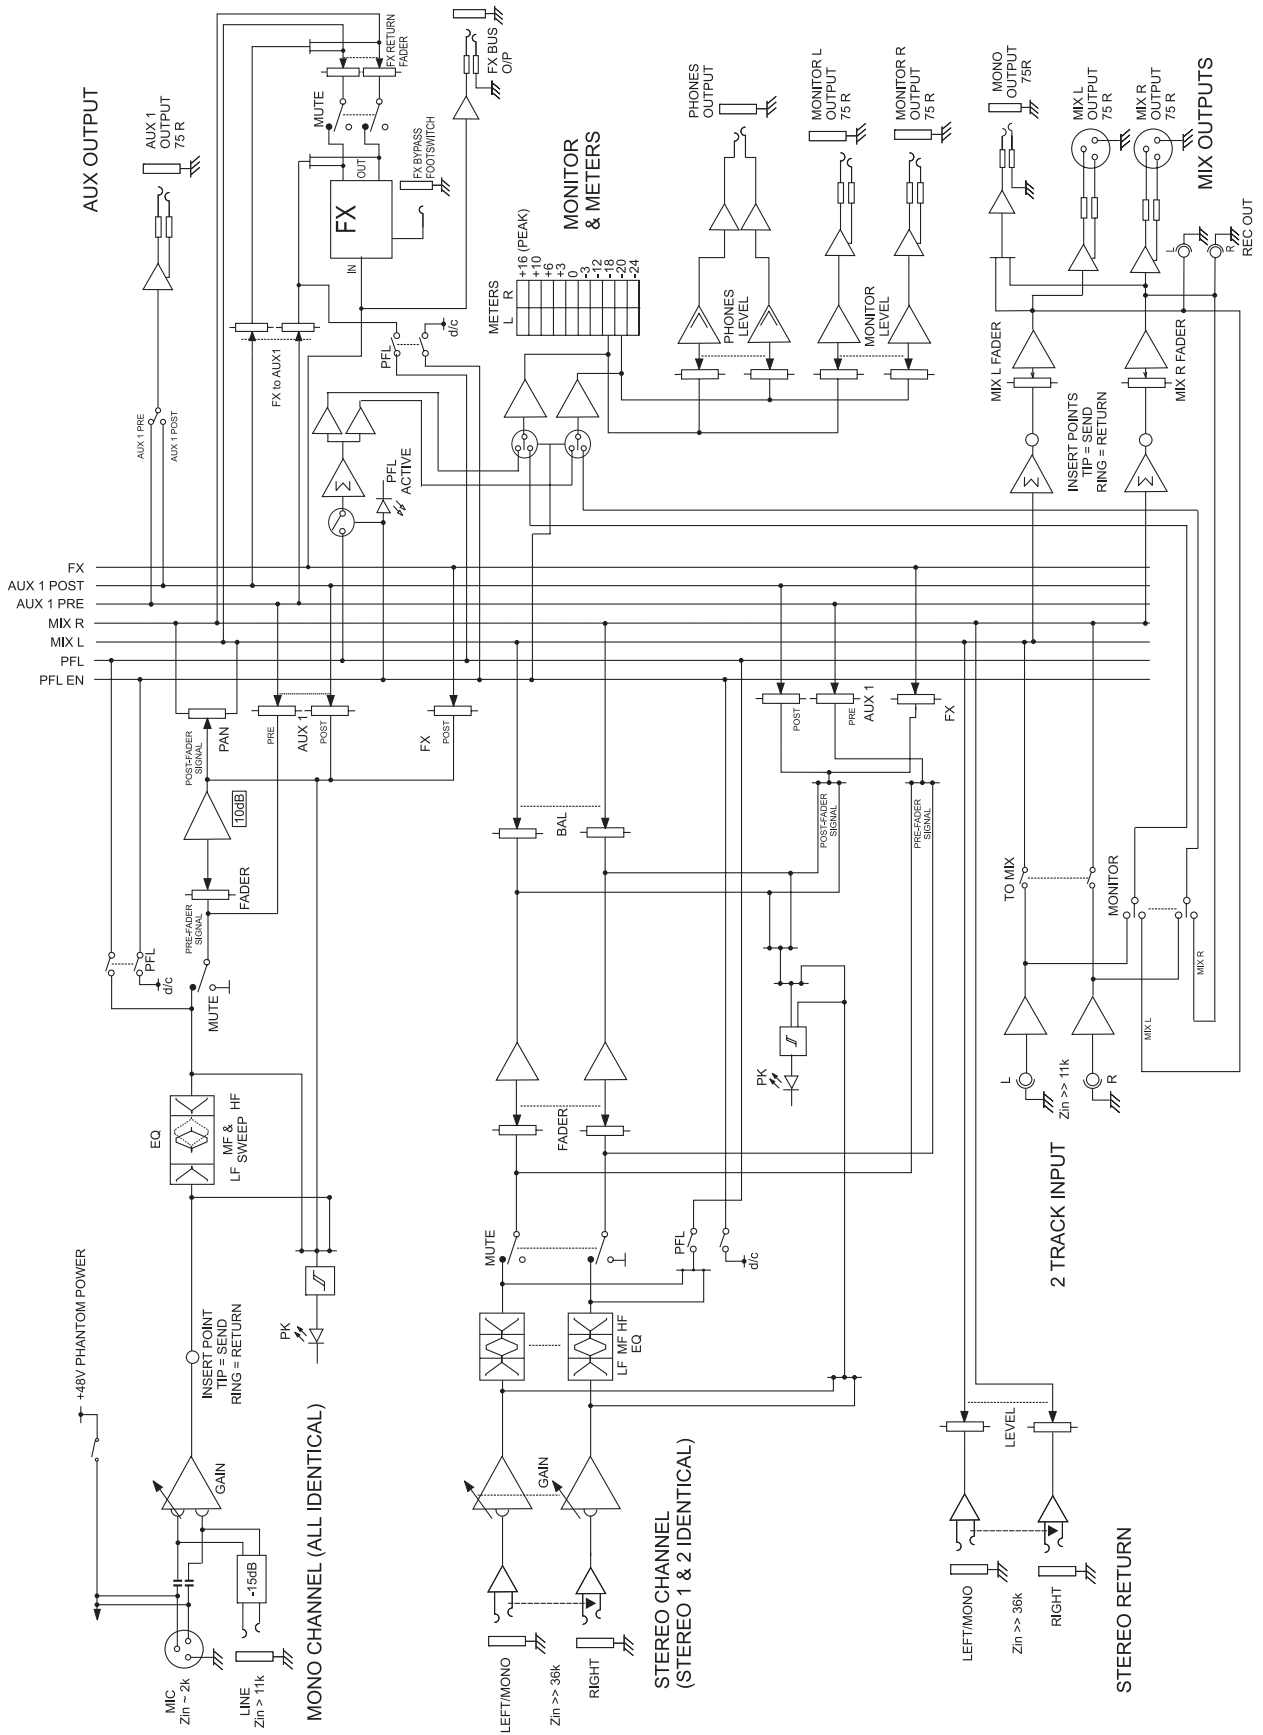 AUX OUTPUT
AUX 1
OUTPUT
75 R
AUX 1 PRE
AUX 1 POST
MUTE
FX RETURN
FADER
FX
IN
OUT
FX BYPASS
FOOTSWITCH
FX BUS
O/P
FX to AUX1
PFL
d/c
PFL
ACTIVE
Σ
MONITOR
& METERS
METERS
L R
+16 (PEAK)
+10
+6
+3
0
-3
-12
-18
-20
-24
PHONES
OUTPUT
MONITOR L
75 R
MONITOR R
75 R
PHONES
LEVEL
MONITOR
LEVEL
MONO
OUTPUT
75R
MIX L
OUTPUT
75 R
MIX R
OUTPUT
75 R
MIX OUTPUTS
L
R
REC OUT
MIX L FADER
MIX R FADER
INSERT POINTS
TIP = SEND
RING = RETURN
Σ
Σ
FX
AUX 1 POST
AUX 1 PRE
MIX R
MIX L
PFL
PFL EN
PAN
POST-FADER
SIGNAL
10dB
FADER
PRE-FADER
SIGNAL
PFL
d/c
MUTE
PRE
AUX 1
POST
FX
POST
EQ
LF
MF &
SWEEP
HF
PK
INSERT POINT
TIP = SEND
RING = RETURN
+48V PHANTOM POWER
GAIN
-15dB
MIC
Zin ~ 2k
LINE
Zin > 11k
MONO CHANNEL (ALL IDENTICAL)
BAL
POST
PRE
AUX 1
FX
POST-FADER
SIGNAL
PRE-FADER
SIGNAL
PK
FADER
MUTE
PFL
d/c
LF MF HF
EQ
GAIN
LEFT/MONO
Zin >> 36k
RIGHT
STEREO CHANNEL
(STEREO 1 & 2 IDENTICAL)
TO MIX
MONITOR
MIX L
MIX R
L
R
Zin >> 11k
2 TRACK INPUT
LEVEL
LEFT/MONO
Zin >> 36k
RIGHT
STEREO RETURN